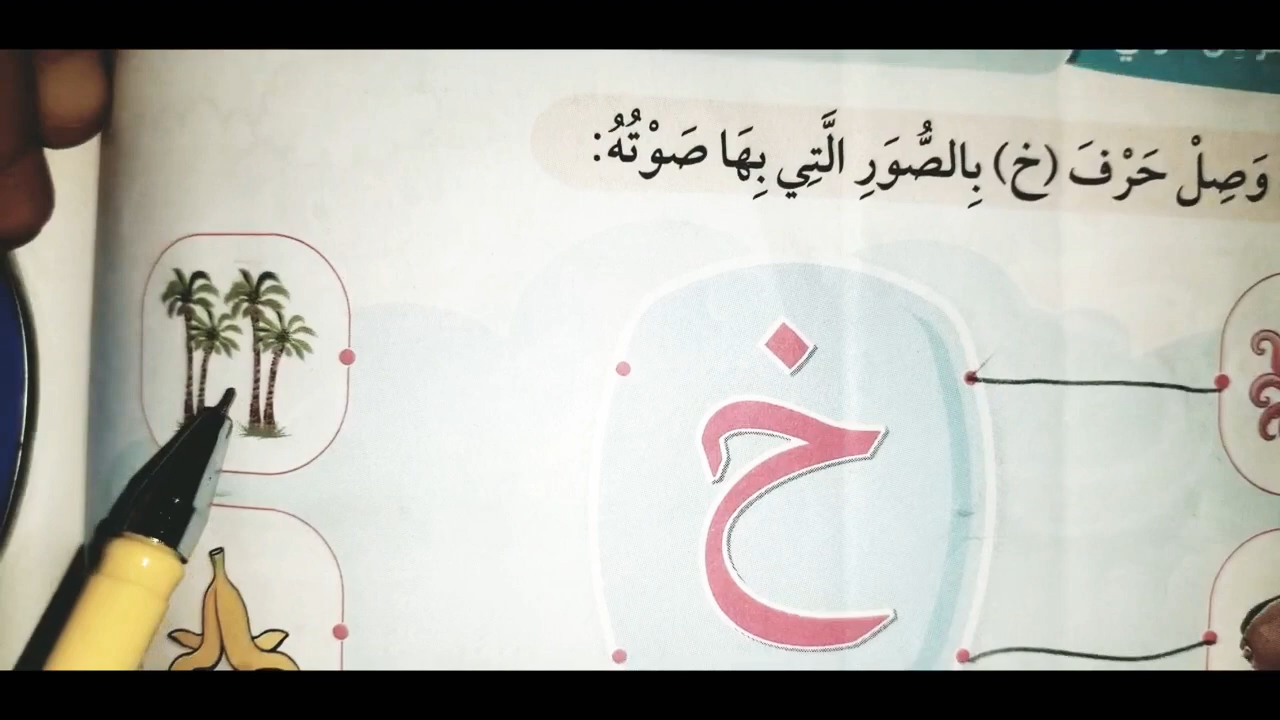 وَصِلْ حَرْفَ (خ) بِالصُّوَرِ الَّتِي بِهَا صَوْتُهُ:
خ